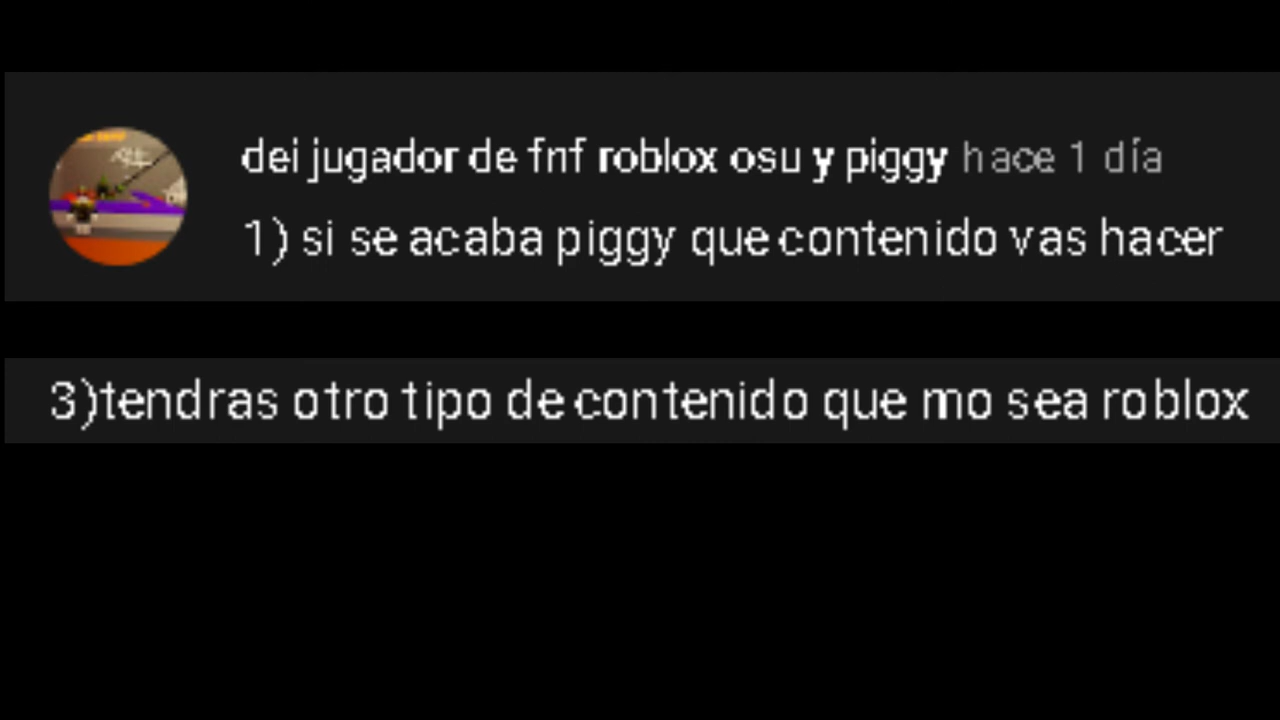 dei jugador de fnf roblox osu y piggy hace 1 día
1) si se acaba piggy que contenido vas hacer
3)tendras otro tipo de contenido que mo sea roblox